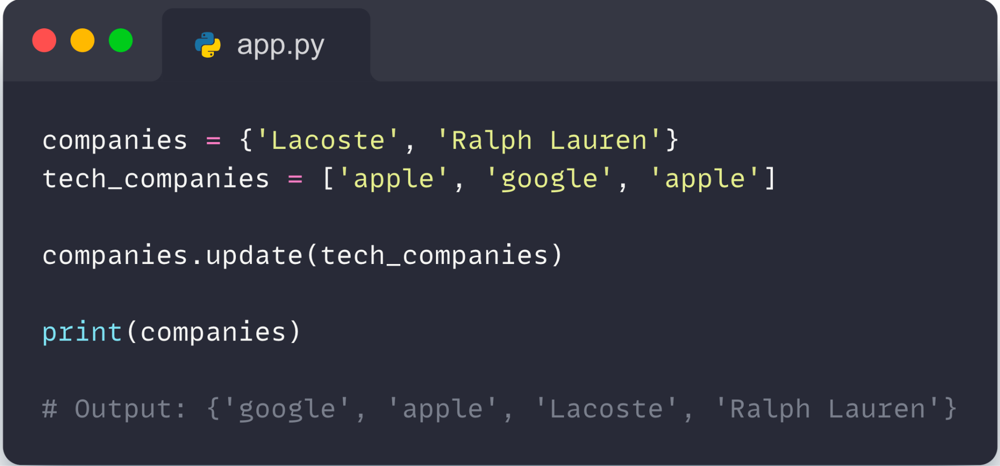 app.py
companies = {'Lacoste', 'Ralph Lauren'}
tech_companies = ['apple', 'google', 'apple']
companies.update(tech_companies)
print(companies)
# Output: {'google', 'apple', 'Lacoste', 'Ralph Lauren'}